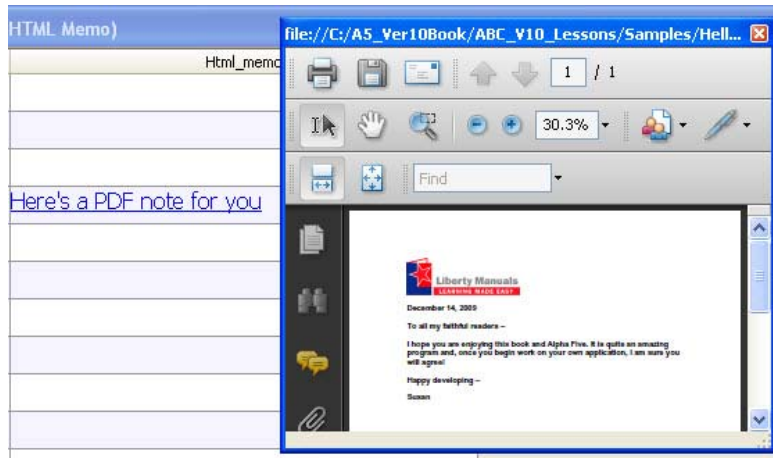 HTML Memo)
Html_memo
Here's a PDF note for you
file://C:/A5_Ver10Book/ABC_V10_Lessons/Samples/Hell...
1 / 1
30.3%
Find
Liberty Manuals
LEARNING MADE EASY
December 14, 2009
To all my faithful readers –
I hope you are enjoying this book and Alpha Five. It is quite an amazing
program and, once you begin work on your own application, I am sure you
will agree!
Happy developing –
Susan